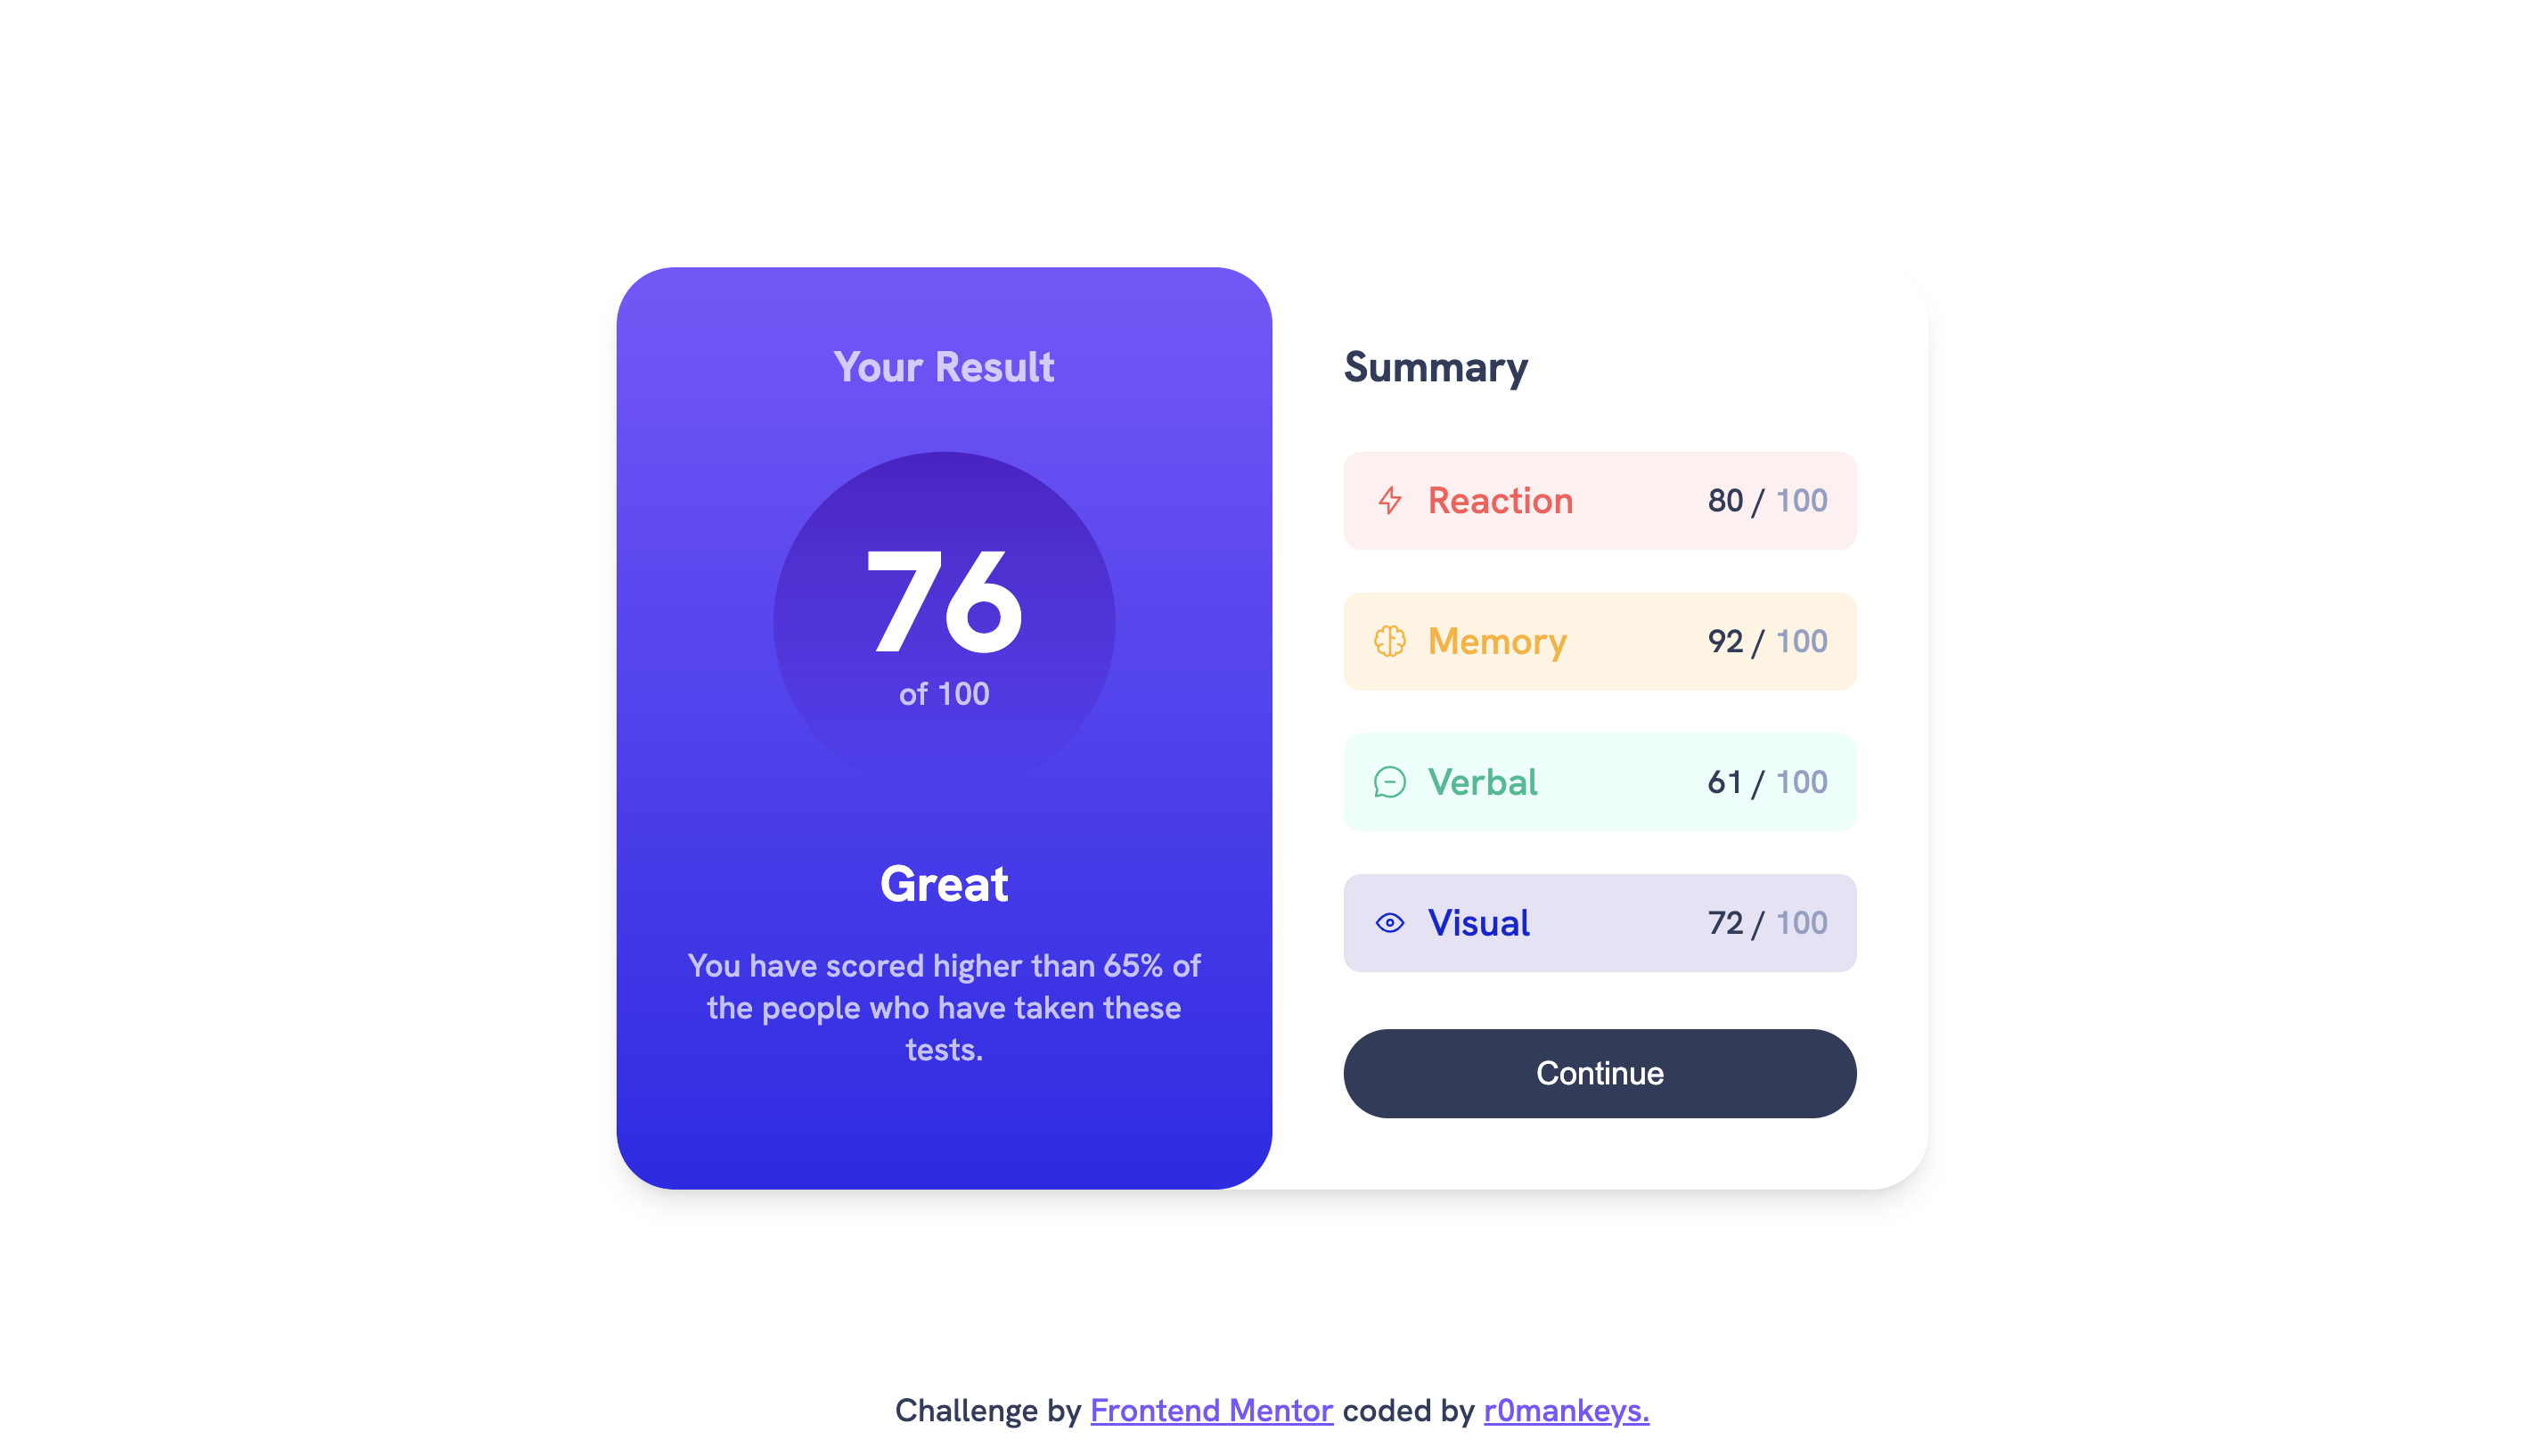 Your Result
76
of 100
Great
You have scored higher than 65% of
the people who have taken these
tests.
Summary
Reaction 80 / 100
Memory 92 / 100
Verbal 61 / 100
Visual 72 / 100
Continue
Challenge by Frontend Mentor coded by r0mankeys.